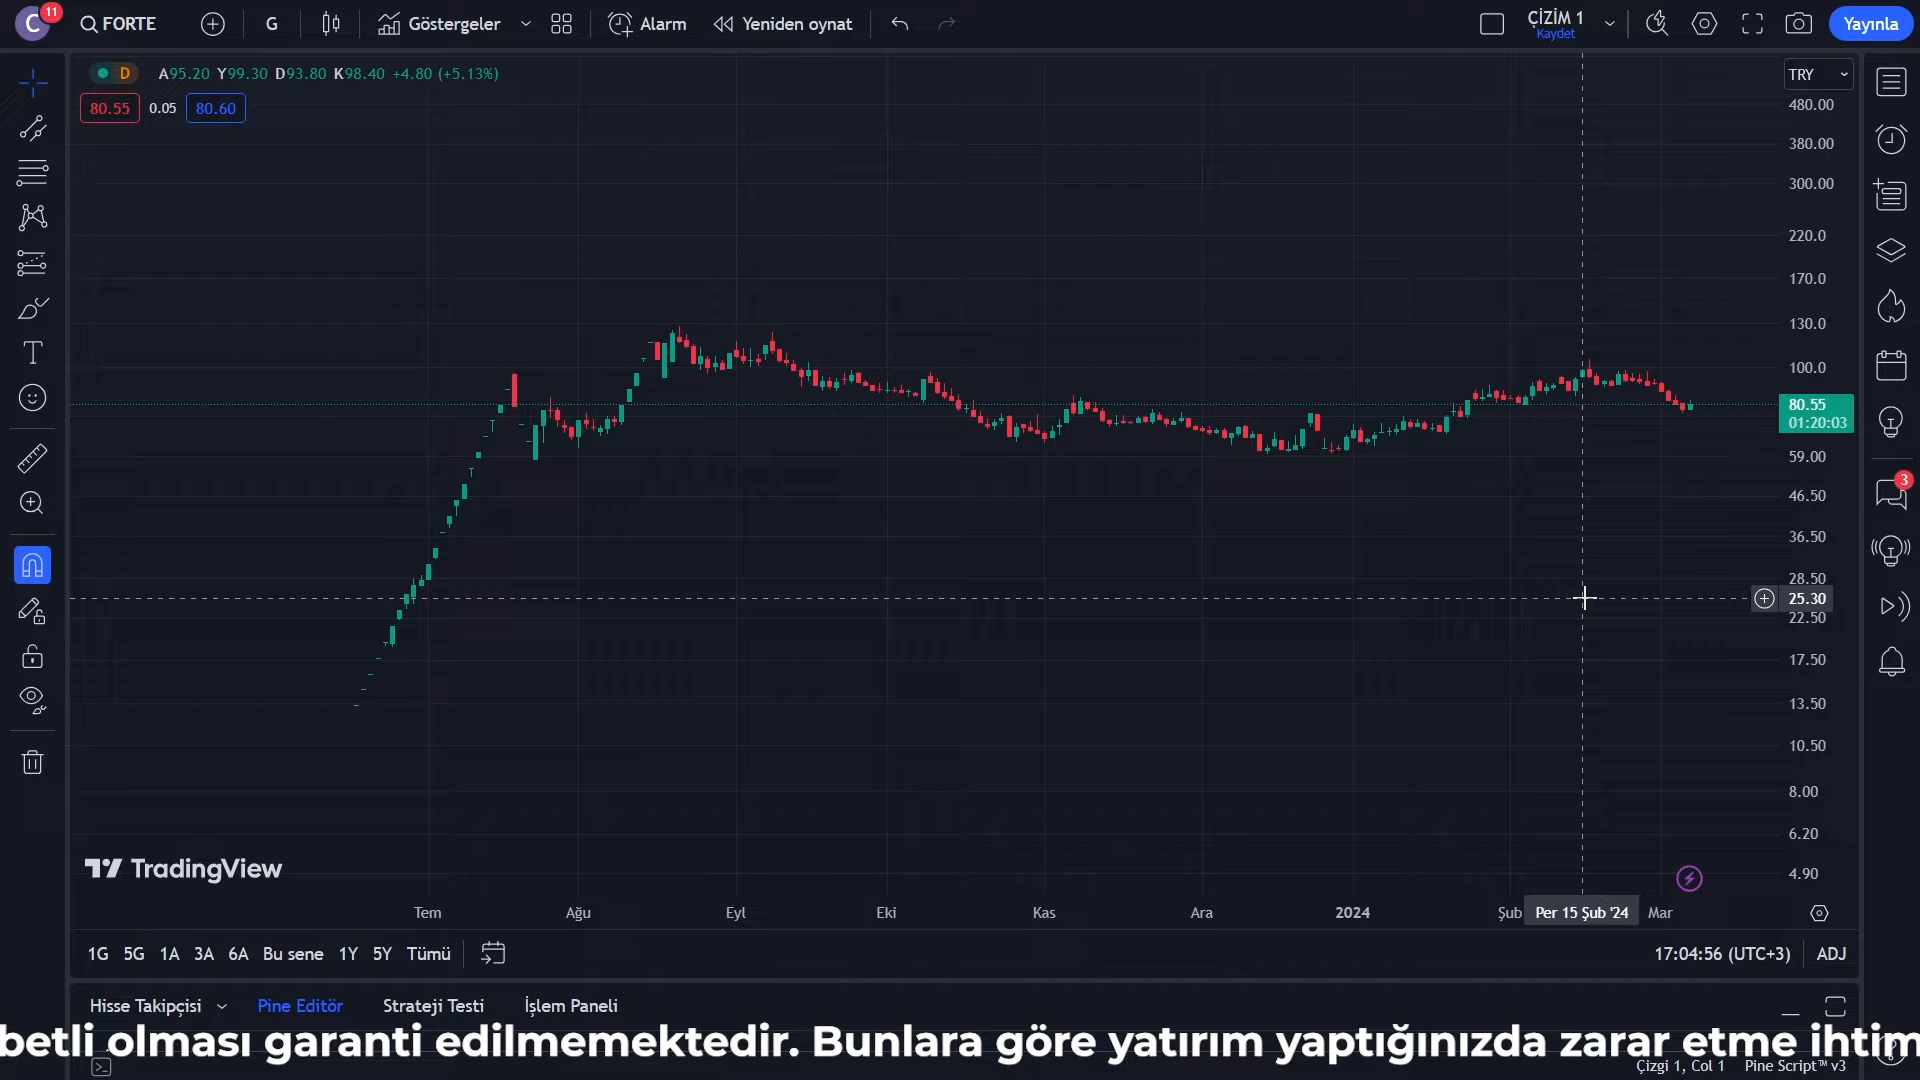 C 11 FORTE G Göstergeler Alarm Yeniden oynat ÇİZİM 1 Yayınla
Kaydet
D A95.20 Y99.30 D93.80 K98.40 +4.80 (+5.13%)
TRY
80.55 0.05 80.60
480.00
380.00
300.00
220.0
170.0
130.0
100.0
80.55
01:20:03
59.00
3
46.50
36.50
28.50
25.30
22.50
17.50
13.50
10.50
8.00
6.20
TradingView
4.90
Tem Ağu Eyl Eki Kas Ara 2024 Şub Per 15 Şub '24 Mar
1G 5G 1A 3A 6A Bu sene 1Y 5Y Tümü 17:04:56 (UTC+3) ADJ
Hisse Takipçisi Pine Editör Strateji Testi İşlem Paneli
betli olması garanti edilmemektedir. Bunlara göre yatırım yaptığınızda zarar etme ihtim
Çizgi 1, Col 1 Pine Script™ v3